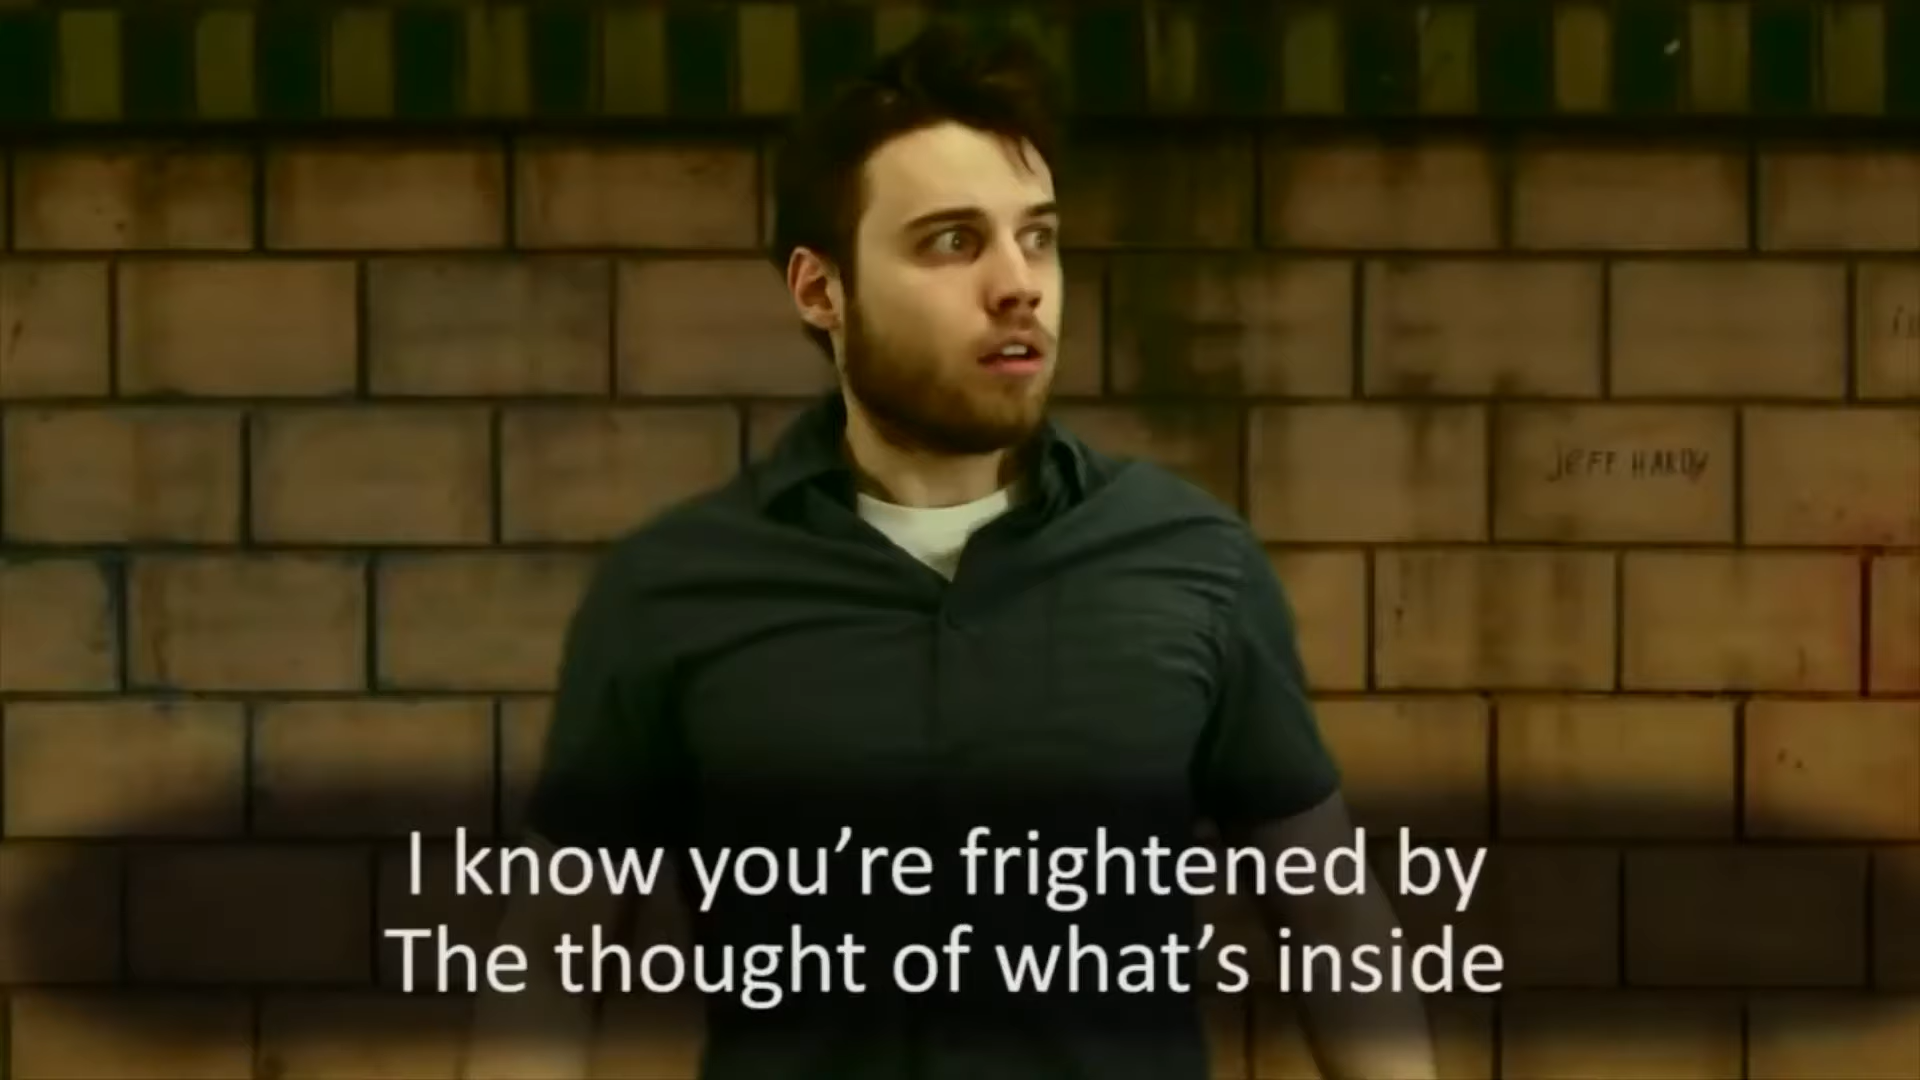 JEFF HARDY
I know you’re frightened by
The thought of what’s inside